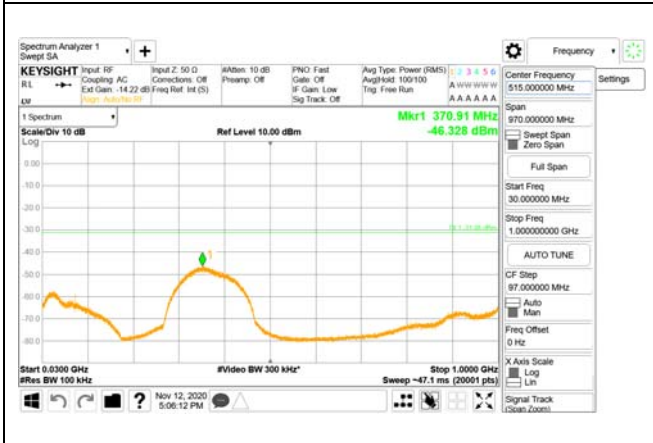 Spectrum Analyzer 1
Swept SA
+
Frequency
KEYSIGHT
Input: RF
Coupling: AC
Ext Gain: -14.22 dB
Align: Auto/No RF
Input Z: 50 Ω
Corrections: Off
Freq Ref: Int (S)
#Atten: 10 dB
Preamp: Off
PNO: Fast
Gate: Off
IF Gain: Low
Sig Track: Off
Avg Type: Power (RMS)
Avg|Hold: 100/100
Trig: Free Run
1 2 3 4 5 6
A W W W W W
A A A A A A
RL
Center Frequency
515.000000 MHz
Settings
Span
970.000000 MHz
Swept Span
Zero Span
Full Span
Start Freq
30.000000 MHz
Stop Freq
1.000000000 GHz
AUTO TUNE
CF Step
97.000000 MHz
Auto
Man
Freq Offset
0 Hz
X Axis Scale
Log
Lin
Signal Track
(Span Zoom)
1 Spectrum
Scale/Div 10 dB
Log
Ref Level 10.00 dBm
Mkr1 370.91 MHz
-46.328 dBm
0.00
-10.0
-20.0
-30.0
-40.0
-50.0
-60.0
-70.0
-80.0
1
Start 0.0300 GHz
#Res BW 100 kHz
#Video BW 300 kHz*
Stop 1.0000 GHz
Sweep ~47.1 ms (20001 pts)
?
Nov 12, 2020
5:06:12 PM